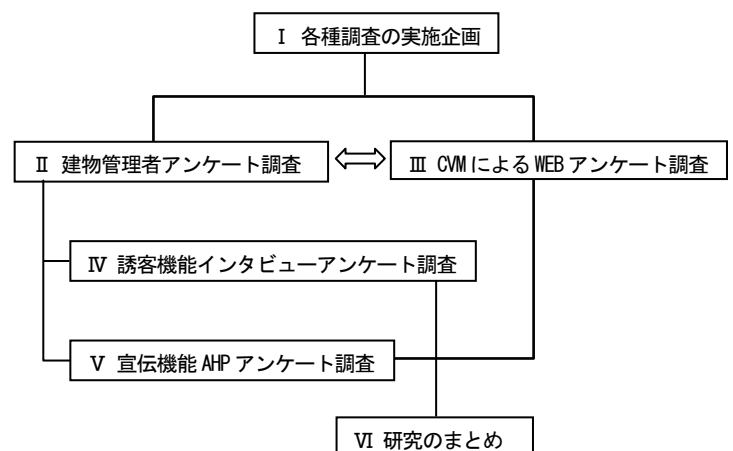 Ⅰ 各種調査の実施企画
Ⅱ 建物管理者アンケート調査
Ⅲ CVMによるWEBアンケート調査
Ⅳ 誘客機能インタビューアンケート調査
Ⅴ 宣伝機能AHPアンケート調査
Ⅵ 研究のまとめ